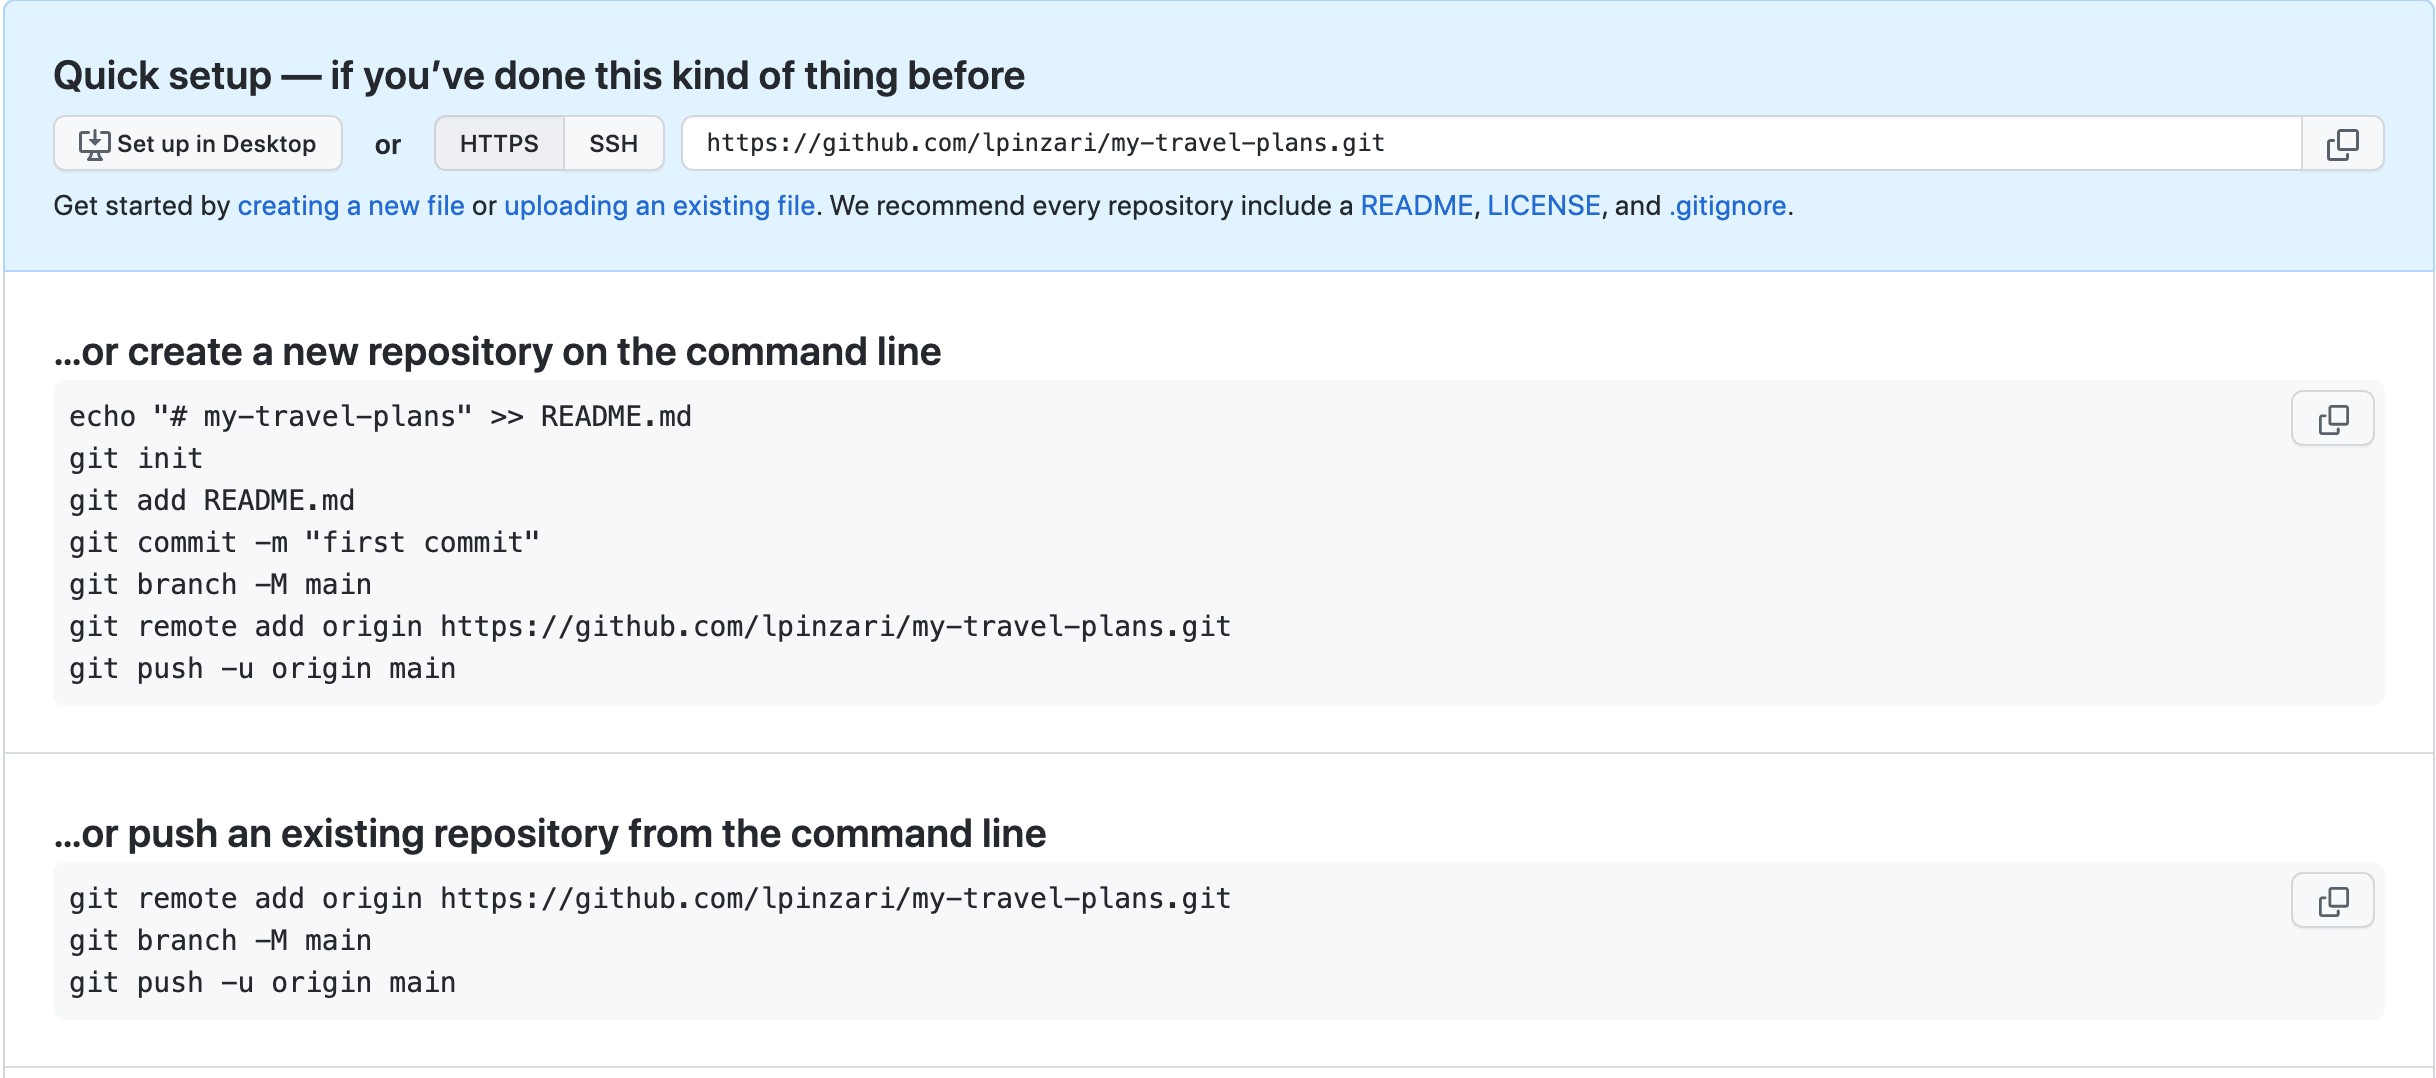 Quick setup — if you’ve done this kind of thing before
Set up in Desktop or HTTPS SSH https://github.com/lpinzari/my-travel-plans.git
Get started by creating a new file or uploading an existing file. We recommend every repository include a README, LICENSE, and .gitignore.
…or create a new repository on the command line
echo "# my-travel-plans" >> README.md
git init
git add README.md
git commit -m "first commit"
git branch -M main
git remote add origin https://github.com/lpinzari/my-travel-plans.git
git push -u origin main
…or push an existing repository from the command line
git remote add origin https://github.com/lpinzari/my-travel-plans.git
git branch -M main
git push -u origin main